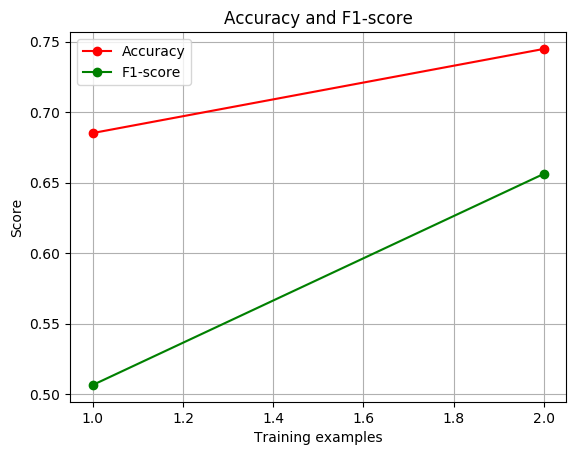 Accuracy and F1-score
Accuracy
F1-score
0.75
0.70
0.65
0.60
0.55
0.50
Score
1.0 1.2 1.4 1.6 1.8 2.0
Training examples